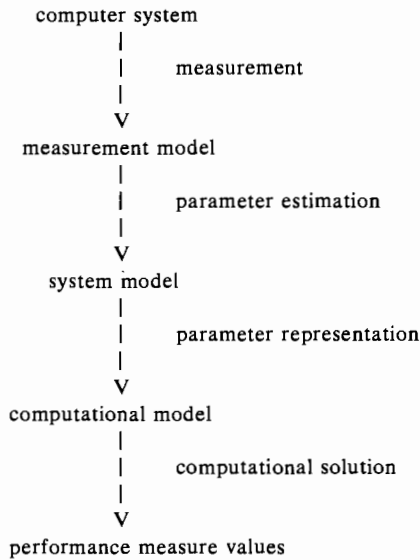 computer system
measurement
measurement model
parameter estimation
system model
parameter representation
computational model
computational solution
performance measure values